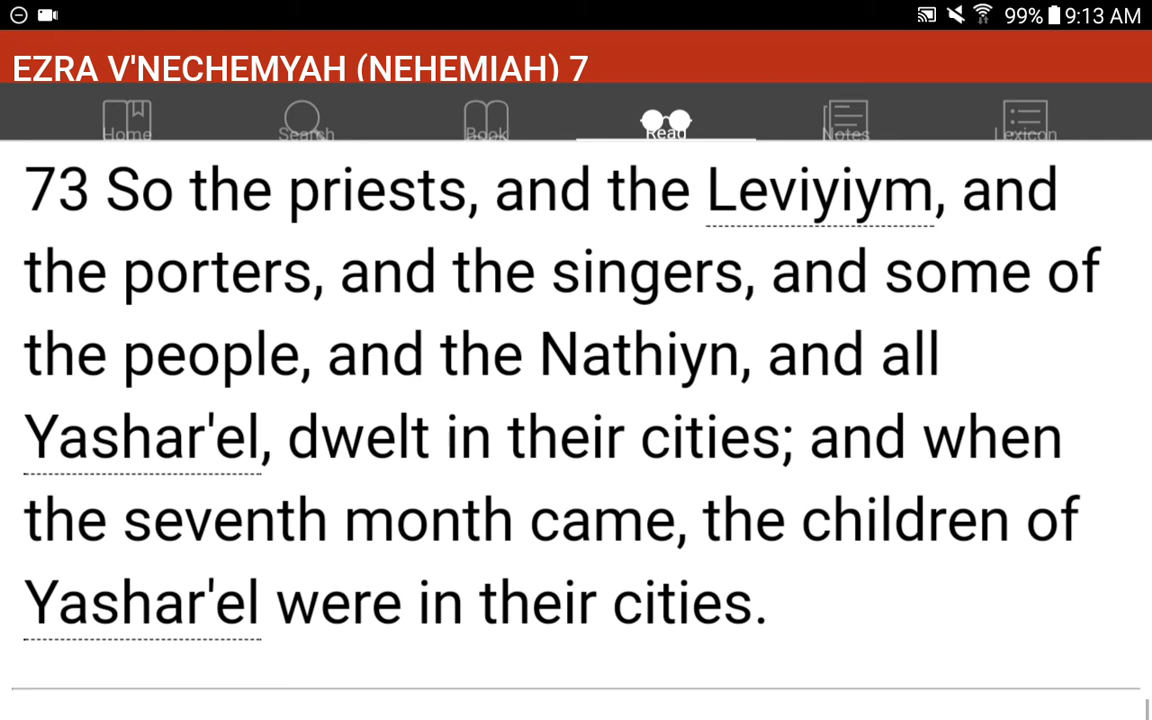 99% 9:13 AM
EZRA V'NECHEMYAH (NEHEMIAH) 7
Home Search Book Read Notes Lexicon
73 So the priests, and the Leviyiym, and
the porters, and the singers, and some of
the people, and the Nathiyn, and all
Yashar'el, dwelt in their cities; and when
the seventh month came, the children of
Yashar'el were in their cities.